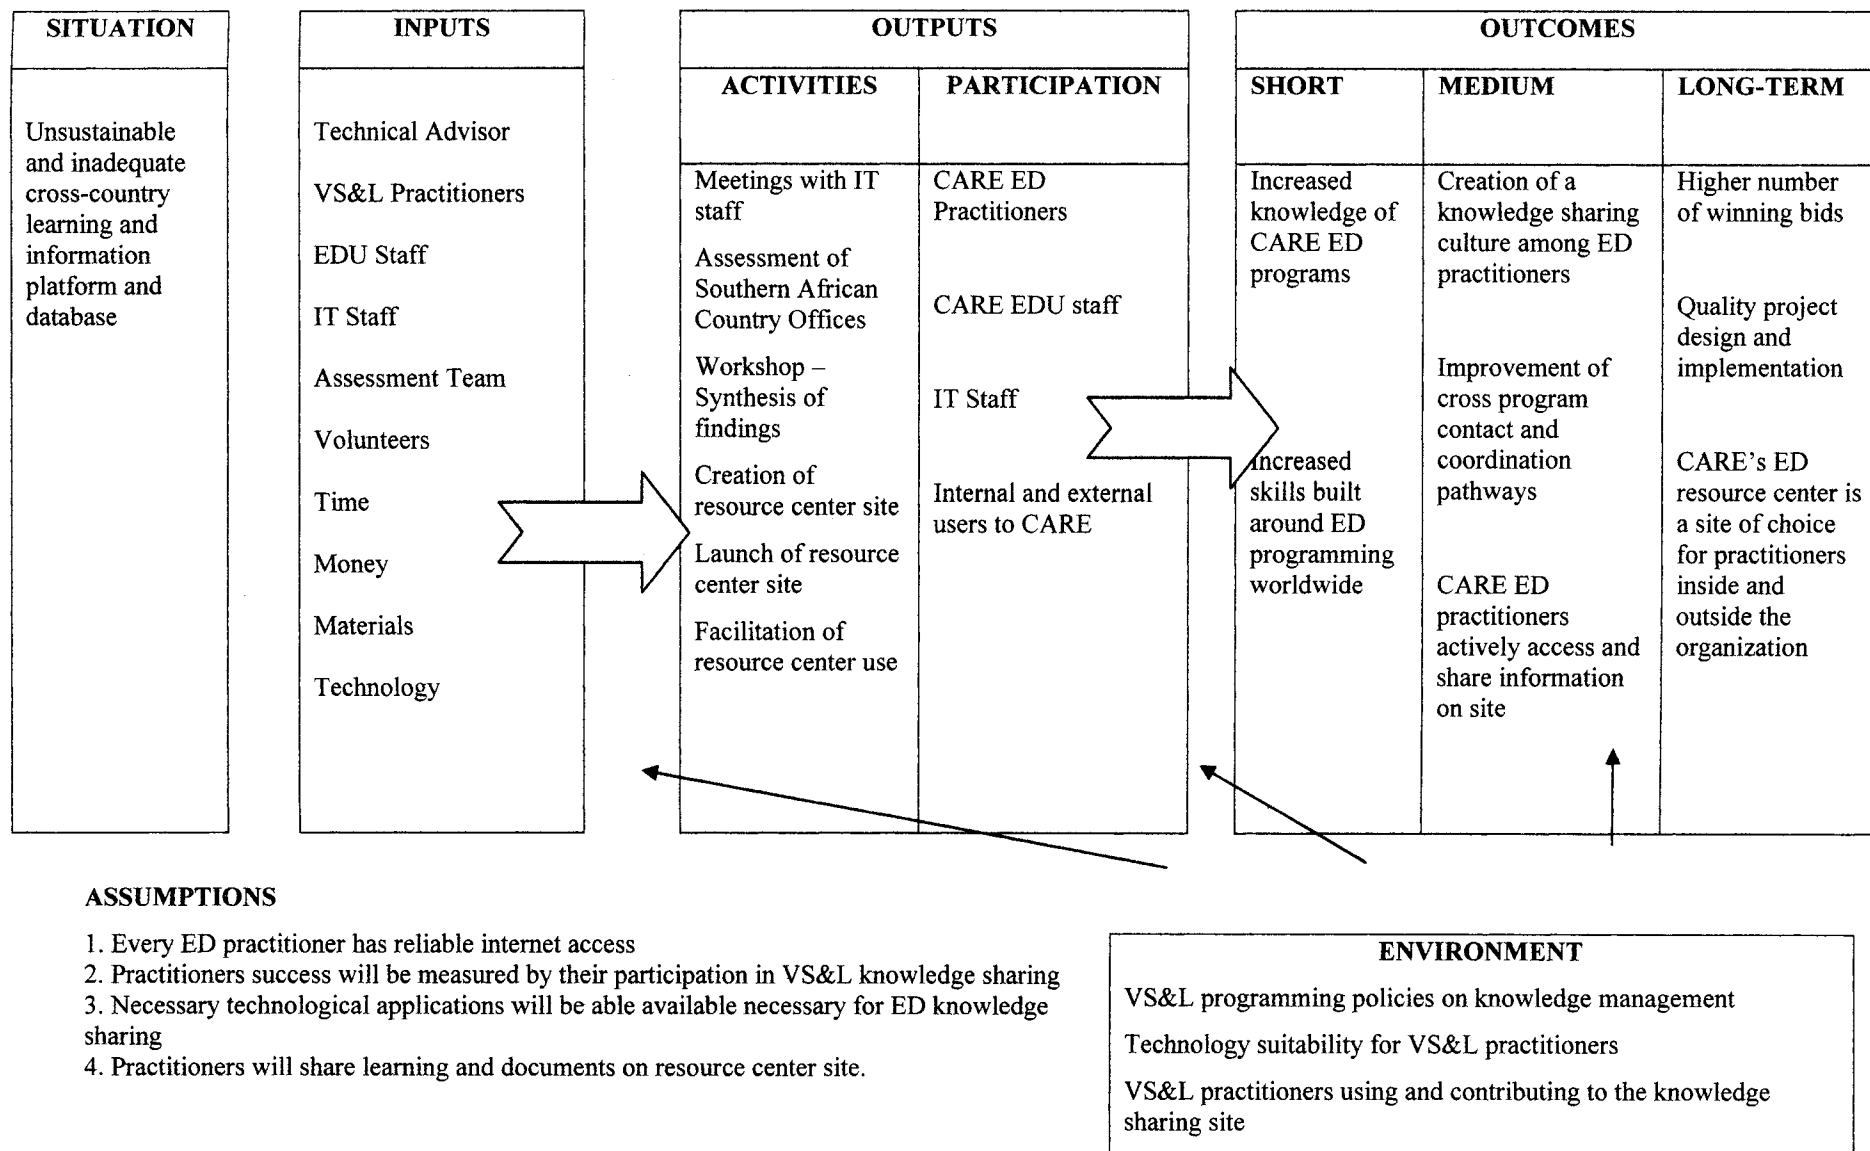 SITUATION
Unsustainable
and inadequate
cross-country
learning and
information
platform and
database
INPUTS
Technical Advisor
VS&L Practitioners
EDU Staff
IT Staff
Assessment Team
Volunteers
Time
Money
Materials
Technology
OUTPUTS
ACTIVITIES
Meetings with IT
staff
Assessment of
Southern African
Country Offices
Workshop –
Synthesis of
findings
Creation of
resource center site
Launch of resource
center site
Facilitation of
resource center use
PARTICIPATION
CARE ED
Practitioners
CARE EDU staff
IT Staff
Internal and external
users to CARE
OUTCOMES
SHORT
Increased
knowledge of
CARE ED
programs
Increased
skills built
around ED
programming
worldwide
MEDIUM
Creation of a
knowledge sharing
culture among ED
practitioners
Improvement of
cross program
contact and
coordination
pathways
CARE ED
practitioners
actively access and
share information
on site
LONG-TERM
Higher number
of winning bids
Quality project
design and
implementation
CARE's ED
resource center is
a site of choice
for practitioners
inside and
outside the
organization
ASSUMPTIONS
1. Every ED practitioner has reliable internet access
2. Practitioners success will be measured by their participation in VS&L knowledge sharing
3. Necessary technological applications will be able available necessary for ED knowledge
sharing
4. Practitioners will share learning and documents on resource center site.
ENVIRONMENT
VS&L programming policies on knowledge management
Technology suitability for VS&L practitioners
VS&L practitioners using and contributing to the knowledge
sharing site